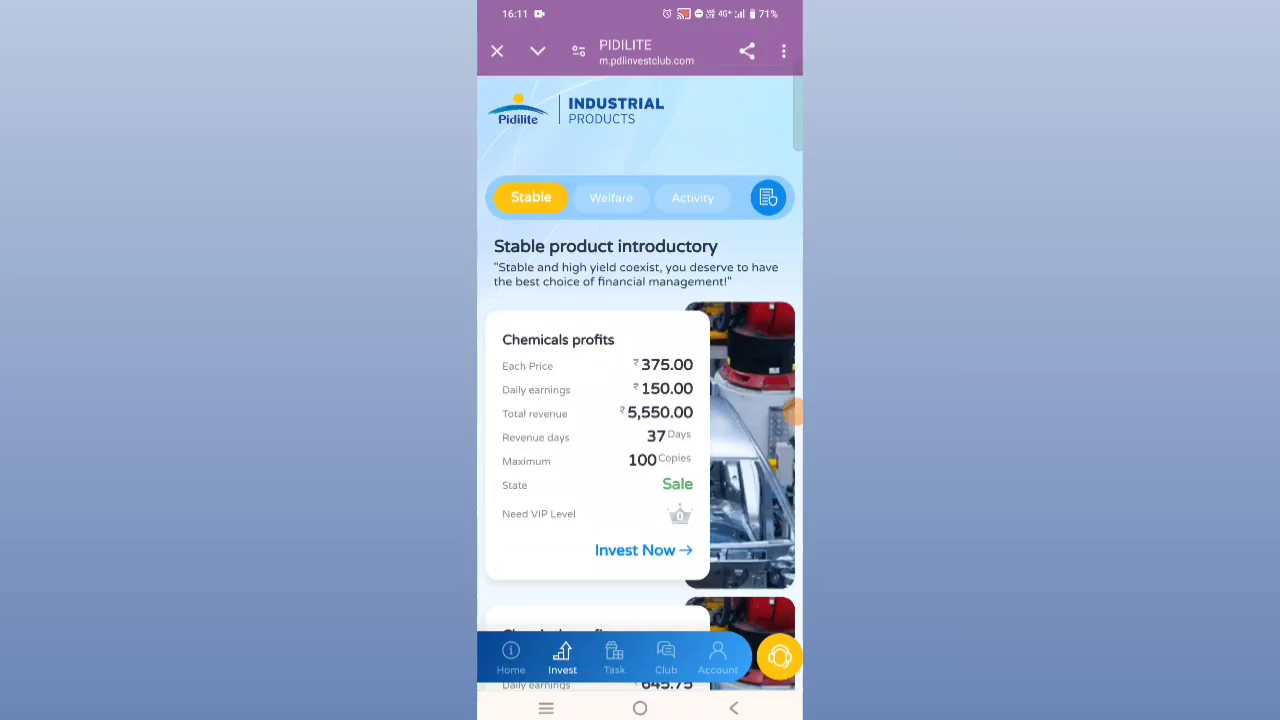 16:11 4G+ 71%
PIDILITE
m.pdlinvestclub.com
Pidilite INDUSTRIAL
PRODUCTS
Stable Welfare Activity
Stable product introductory
"Stable and high yield coexist, you deserve to have
the best choice of financial management!"
Chemicals profits
Each Price ₹375.00
Daily earnings ₹150.00
Total revenue ₹5,550.00
Revenue days 37 Days
Maximum 100 Copies
State Sale
Need VIP Level 0
Invest Now →
Home Invest Task Club Account
Daily earnings ₹645.75